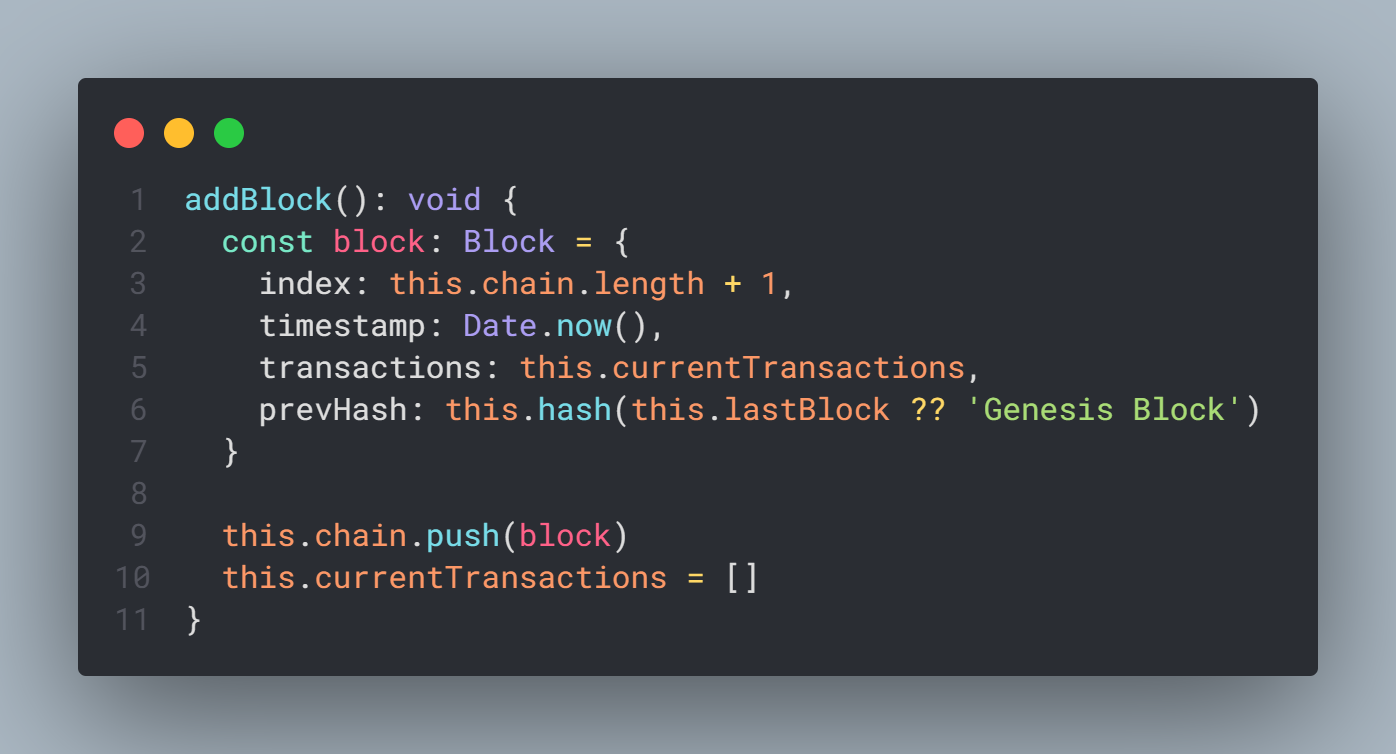 1 addBlock(): void {
2   const block: Block = {
3     index: this.chain.length + 1,
4     timestamp: Date.now(),
5     transactions: this.currentTransactions,
6     prevHash: this.hash(this.lastBlock ?? 'Genesis Block')
7   }
8
9   this.chain.push(block)
10   this.currentTransactions = []
11 }